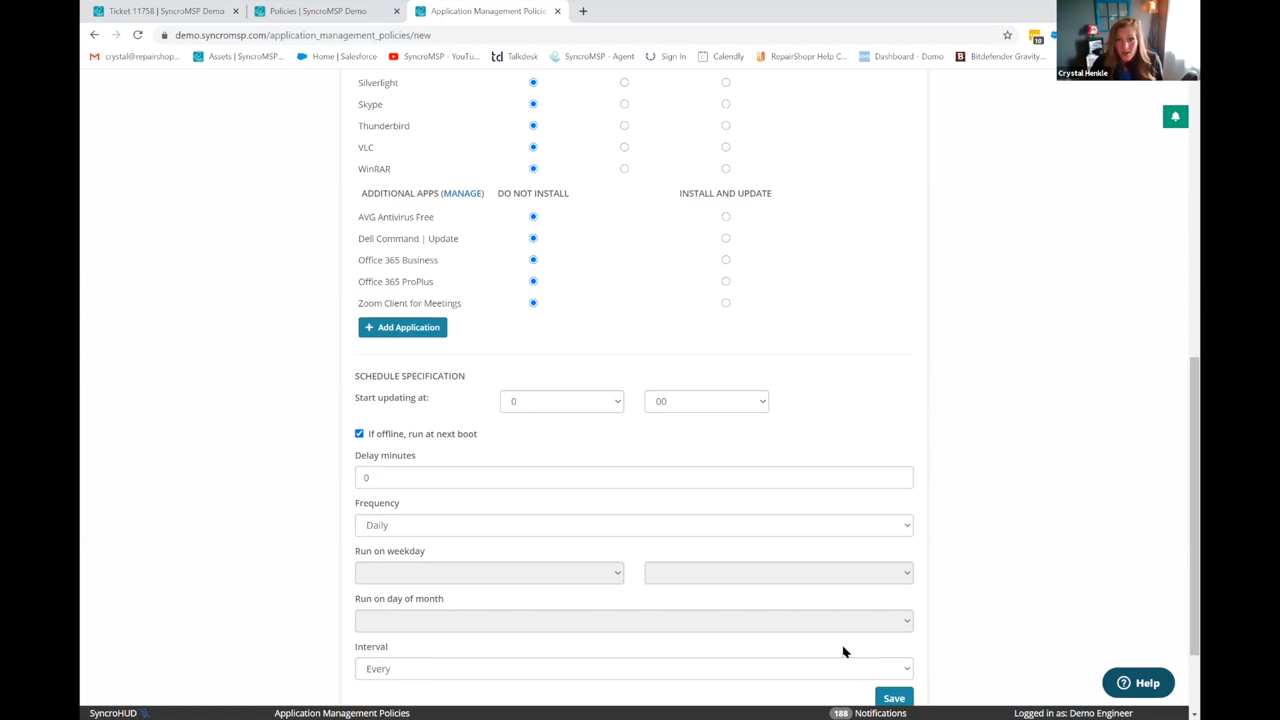 Ticket 11758 | SyncroMSP Demo
Policies | SyncroMSP Demo
Application Management Policie
demo.syncromsp.com/application_management_policies/new
10
crystal@repairshop...
Assets | SyncroMSP...
Home | Salesforce
SyncroMSP - YouTu...
Talkdesk
SyncroMSP - Agent
Sign In
Calendly
RepairShopr Help C...
Dashboard - Domo
Bitdefender Gravity...
Crystal Henkle
Silverlight
Skype
Thunderbird
VLC
WinRAR
ADDITIONAL APPS (MANAGE) DO NOT INSTALL INSTALL AND UPDATE
AVG Antivirus Free
Dell Command | Update
Office 365 Business
Office 365 ProPlus
Zoom Client for Meetings
+ Add Application
SCHEDULE SPECIFICATION
Start updating at: 0 00
If offline, run at next boot
Delay minutes
0
Frequency
Daily
Run on weekday
Run on day of month
Interval
Every
Save
Help
SyncroHUD Application Management Policies 188 Notifications Logged in as: Demo Engineer